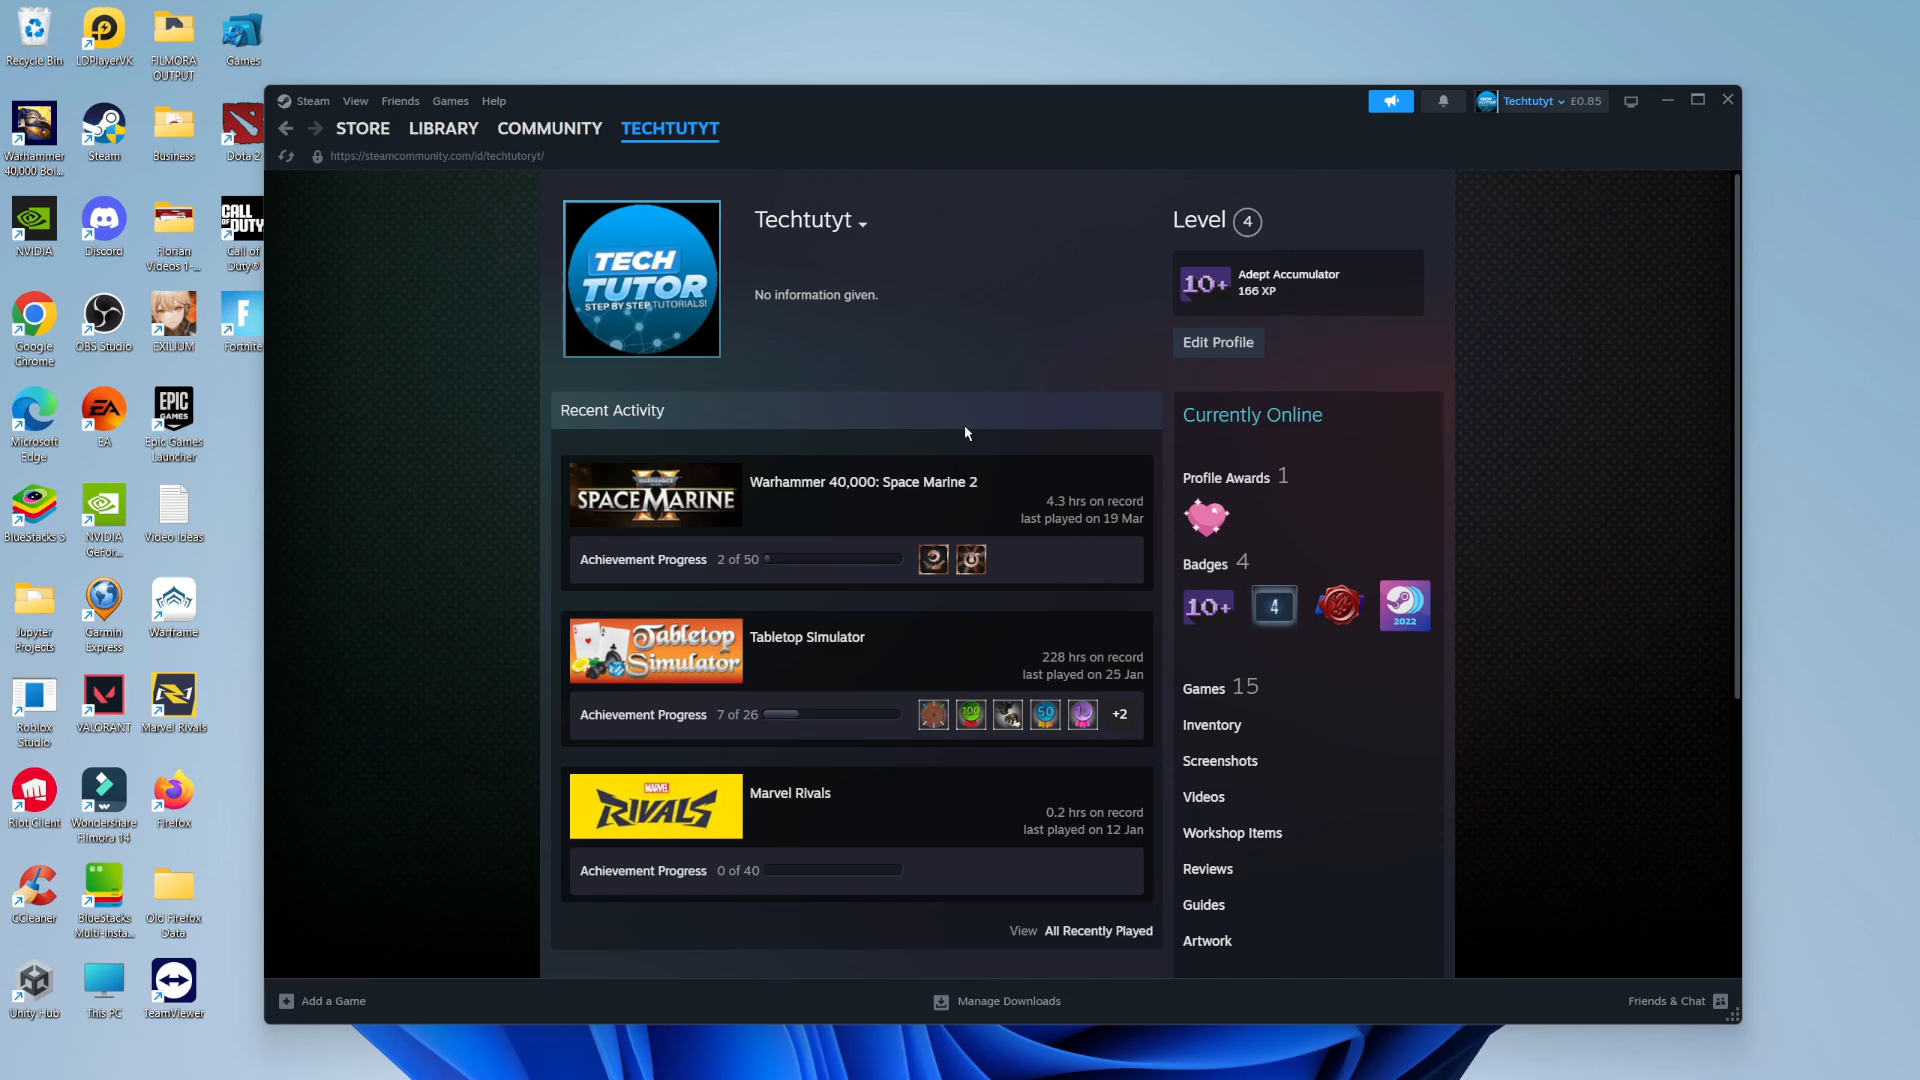 Recycle Bin
LDPlayerVK
FILMORA
OUTPUT
Games
Warhammer
40,000 Bol...
Steam
Business
Dota 2
NVIDIA
Discord
Florian
Videos 1-...
CALL OF DUTY
Call of
Duty®
Google
Chrome
OBS Studio
EXILIUM
Fortnite
Microsoft
Edge
EA
EPIC
GAMES
Epic Games
Launcher
BlueStacks 5
NVIDIA
GeFor...
Video Ideas
Jupyter
Projects
Garmin
Express
Warframe
Roblox
Studio
VALORANT
Marvel Rivals
Riot Client
Wondershare
Filmora 14
Firefox
CCleaner
BlueStacks
Multi-Insta...
Old Firefox
Data
Unity Hub
This PC
TeamViewer
Steam View Friends Games Help
Techtutyt £0.85
STORE LIBRARY COMMUNITY TECHTUTYT
https://steamcommunity.com/id/techtutoryt/
TECH
TUTOR
STEP BY STEP TUTORIALS!
Techtutyt
No information given.
Level 4
10+
Adept Accumulator
166 XP
Edit Profile
Recent Activity
WARHAMMER
40,000
SPACE MARINE
Warhammer 40,000: Space Marine 2
4.3 hrs on record
last played on 19 Mar
Achievement Progress 2 of 50
Tabletop
Simulator
Tabletop Simulator
228 hrs on record
last played on 25 Jan
Achievement Progress 7 of 26
100 50 +2
MARVEL
RIVALS
Marvel Rivals
0.2 hrs on record
last played on 12 Jan
Achievement Progress 0 of 40
View All Recently Played
Currently Online
Profile Awards 1
Badges 4
10+ 4 2022
Games 15
Inventory
Screenshots
Videos
Workshop Items
Reviews
Guides
Artwork
Add a Game
Manage Downloads
Friends & Chat